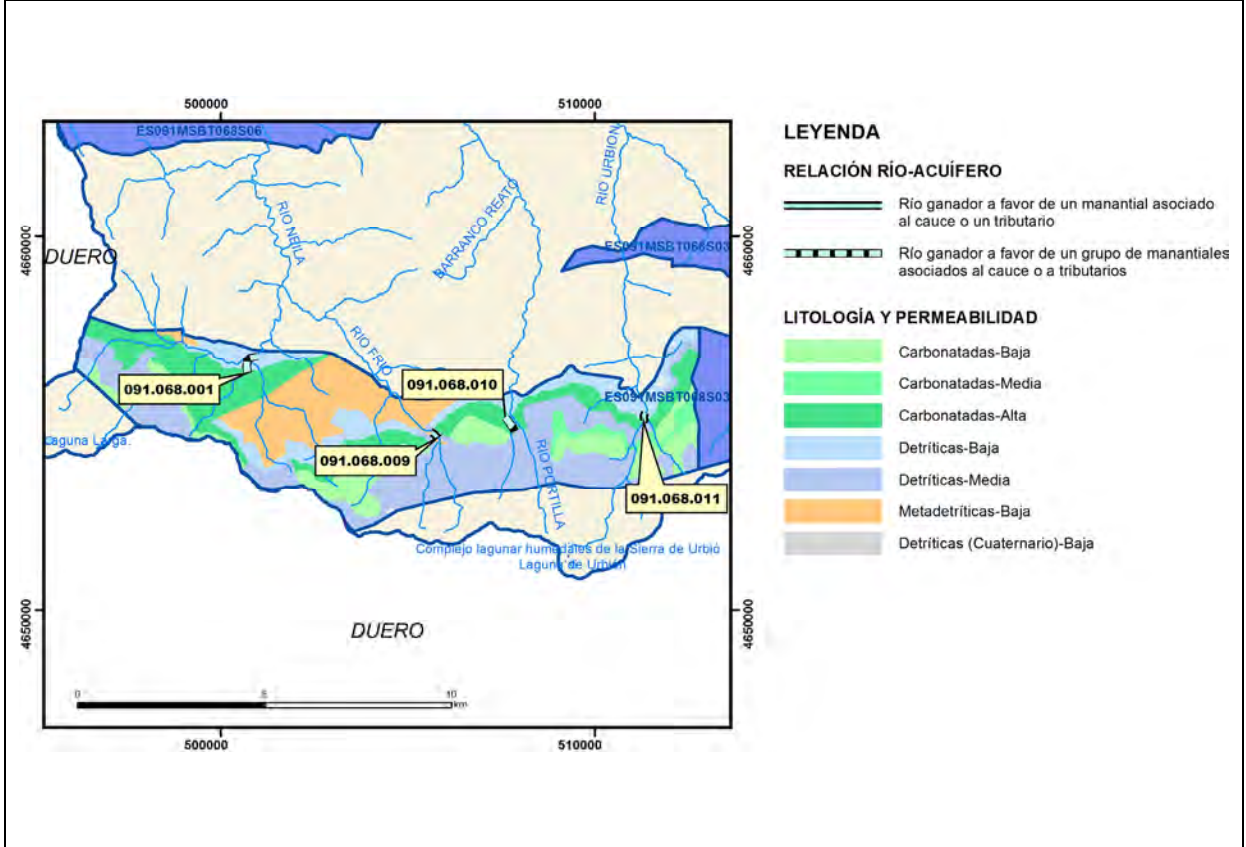 500000
510000
ES091MSBT068S06
RIO NEILA
BARRANCO REATO
RIO URBION
4660000
DUERO
ES091MSBT066S03
4660000
RIO FRIO
091.068.001
091.068.010
ES091MSBT068S03
Laguna Larga.
091.068.009
RIO PORTILLA
091.068.011
Complejo lagunar humedales de la Sierra de Urbió
Laguna de Urbión
4650000
DUERO
4650000
0
5
10
km
500000
510000
LEYENDA
RELACIÓN RÍO-ACUÍFERO
Río ganador a favor de un manantial asociado
al cauce o un tributario
Río ganador a favor de un grupo de manantiales
asociados al cauce o a tributarios
LITOLOGÍA Y PERMEABILIDAD
Carbonatadas-Baja
Carbonatadas-Media
Carbonatadas-Alta
Detríticas-Baja
Detríticas-Media
Metadetríticas-Baja
Detríticas (Cuaternario)-Baja